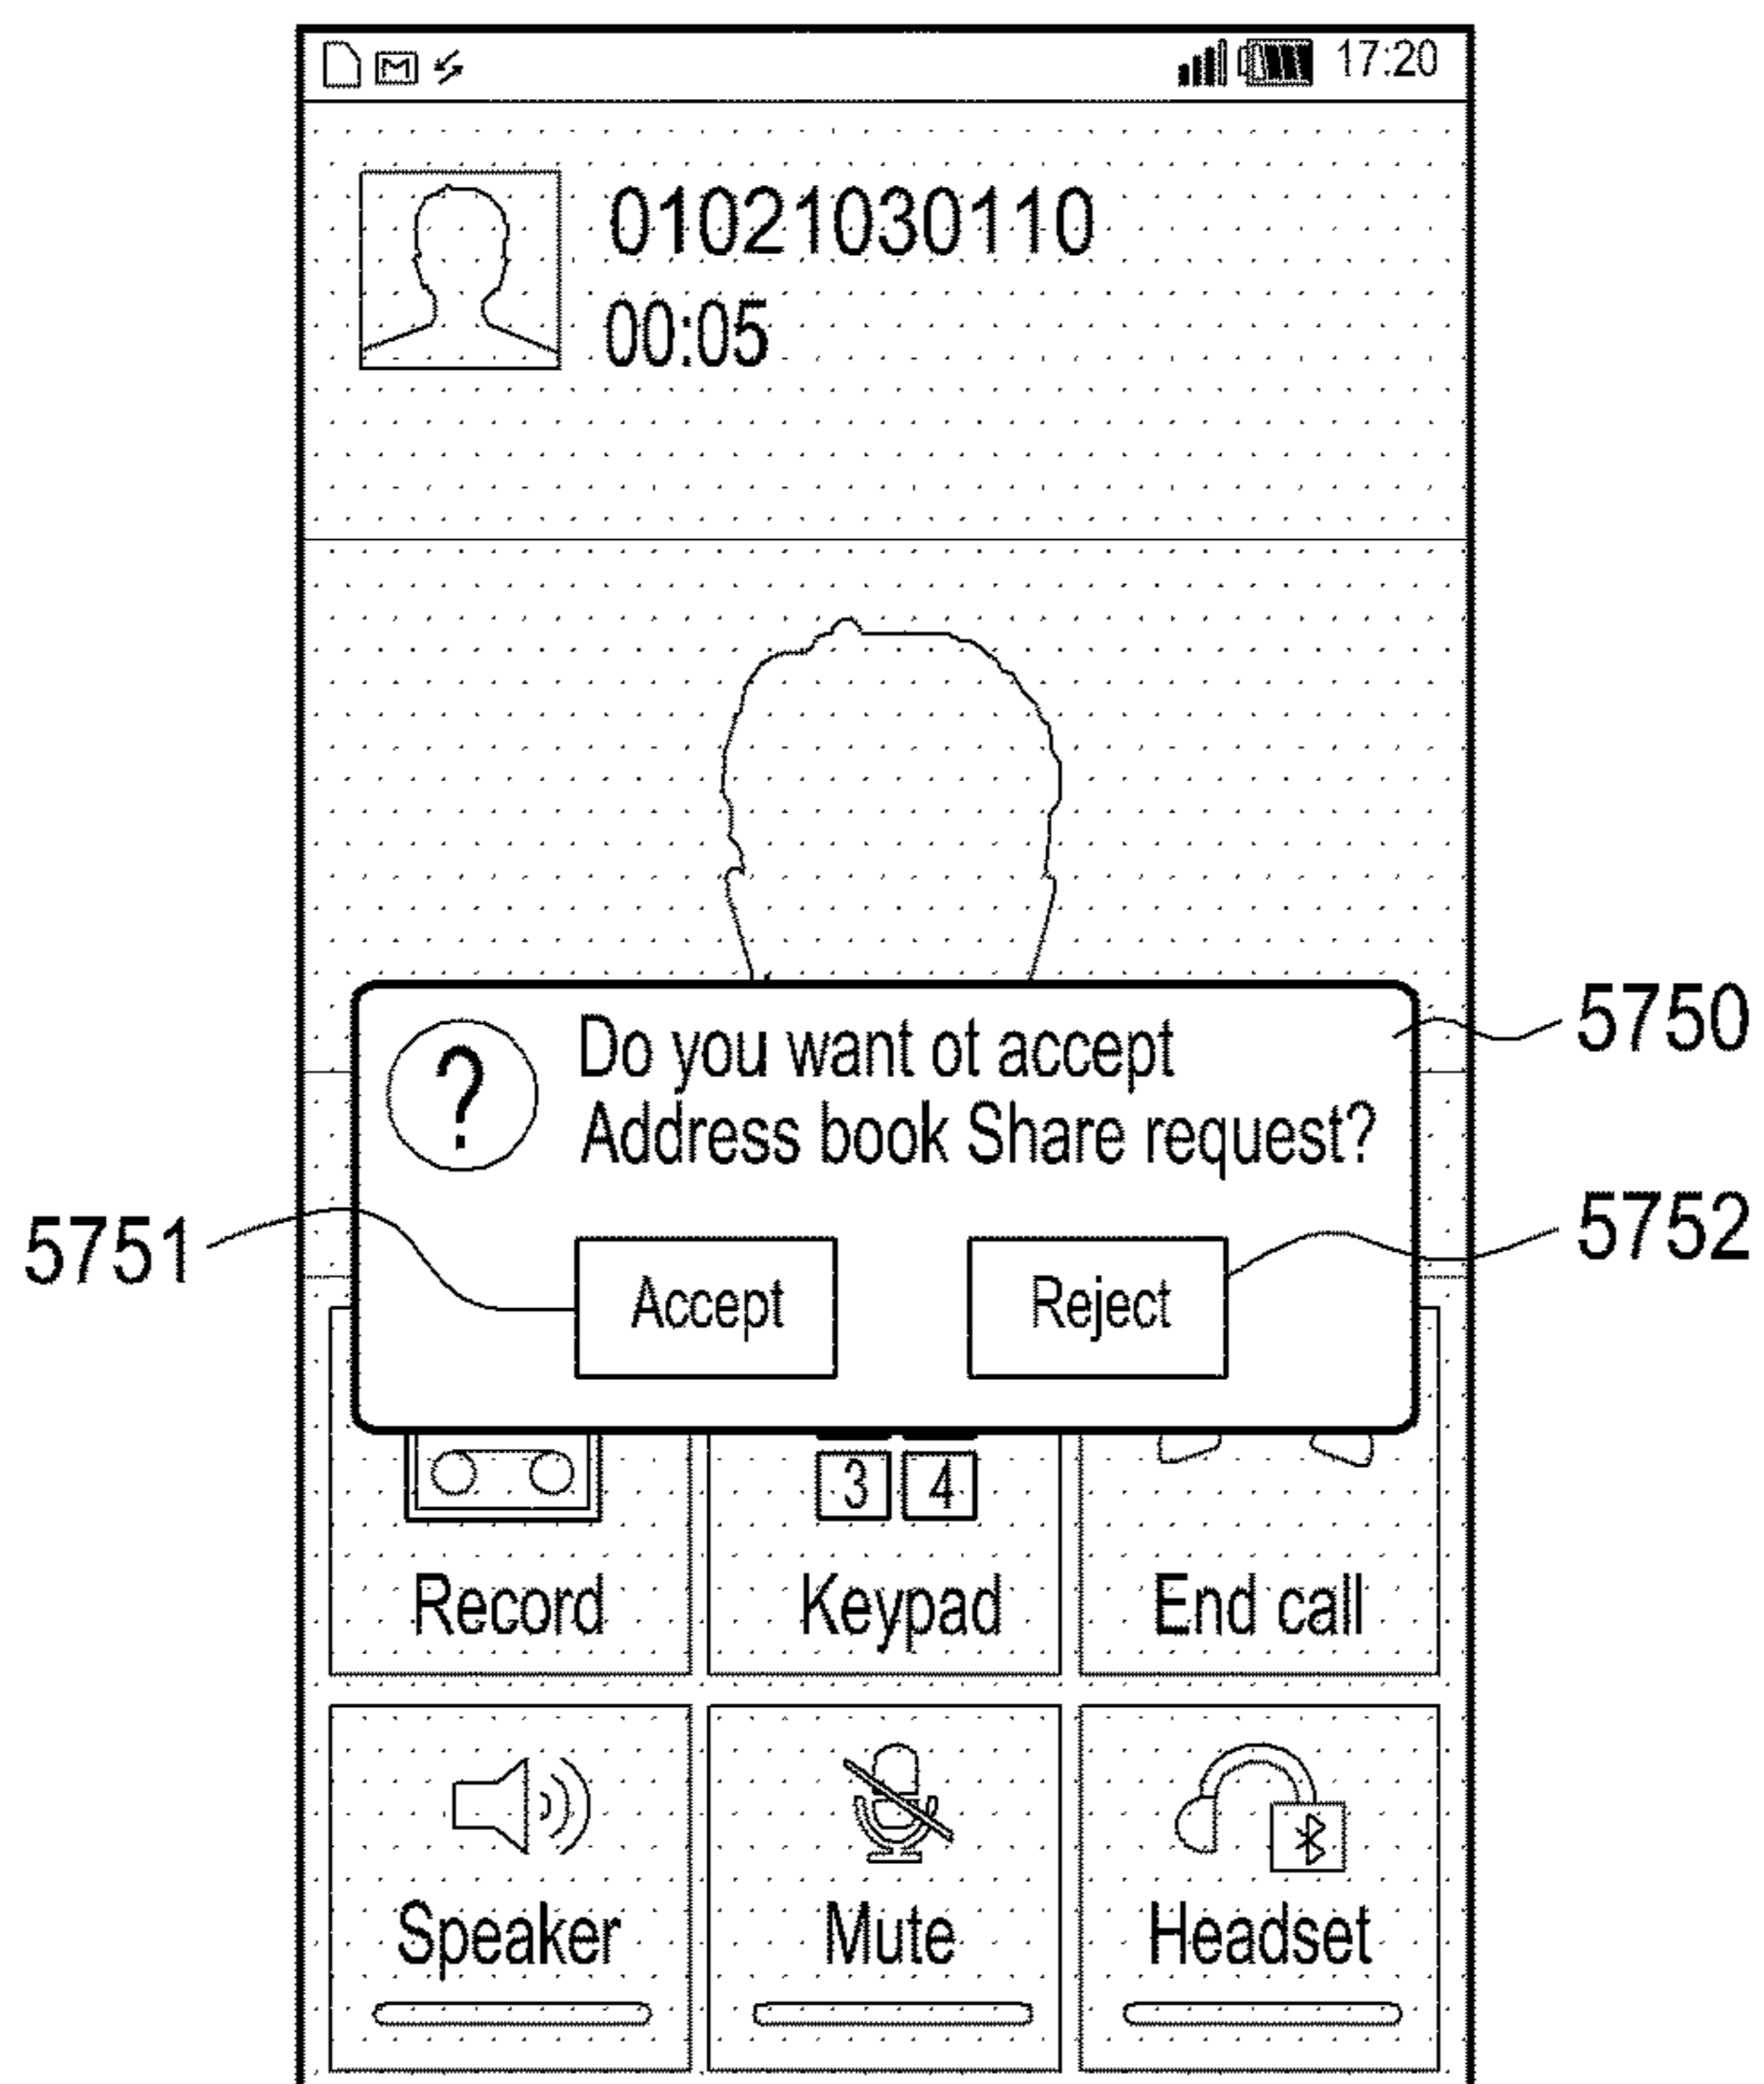 17:20
01021030110
00:05
Do you want ot accept
Address book Share request?
5750
5751
Accept
Reject
5752
3 4
Record
Keypad
End call
Speaker
Mute
Headset